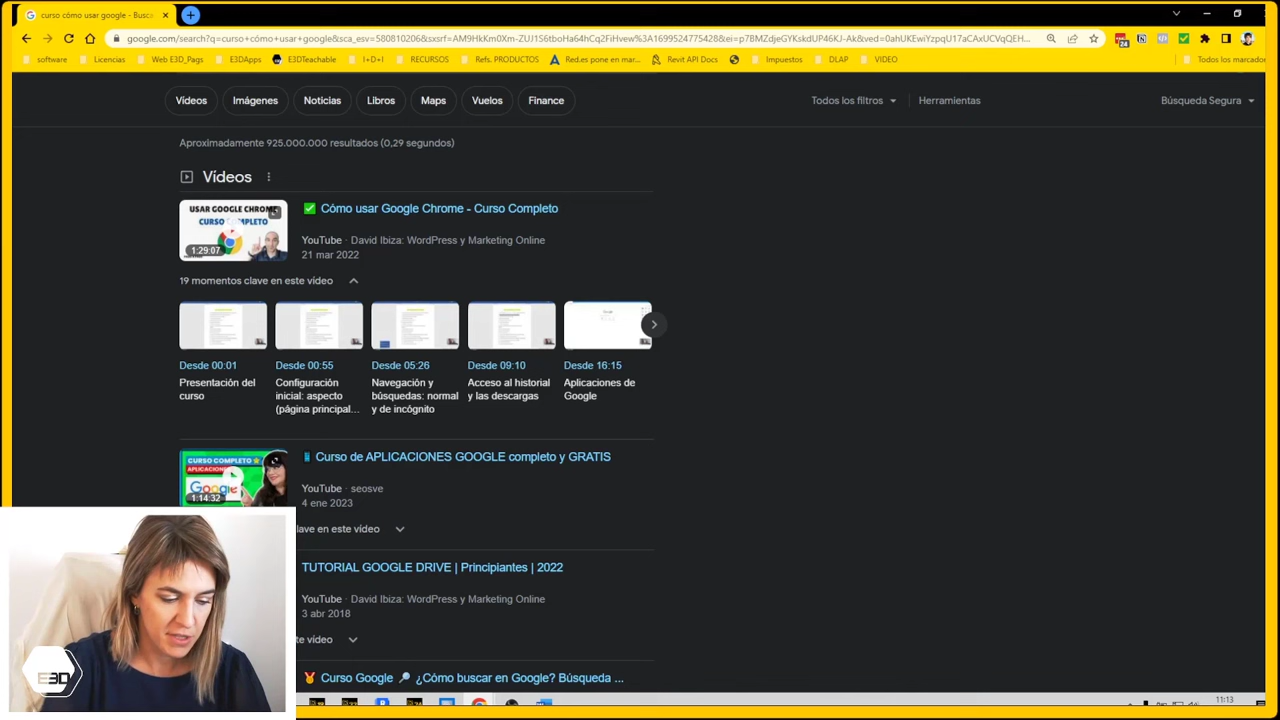 curso cómo usar google - Busca
google.com/search?q=curso+cómo+usar+google&sca_esv=580810206&sxsrf=AM9HkKm0Xm-ZUJ1S6tboHa64hCq2FiHvew%3A1699524775428&ei=p7BMZdjeGYKskdUP46KJ-Ak&ved=0ahUKEwiYzpqU17aCAxUCVqQEH...
24
software
Licencias
Web E3D_Pags
E3DApps
E3DTeachable
I+D+I
RECURSOS
Refs. PRODUCTOS
Red.es pone en mar...
Revit API Docs
Impuestos
DLAP
VIDEO
Todos los marcador
Vídeos
Imágenes
Noticias
Libros
Maps
Vuelos
Finance
Todos los filtros
Herramientas
Búsqueda Segura
Aproximadamente 925.000.000 resultados (0,29 segundos)
Vídeos
USAR GOOGLE CHROME
CURSO COMPLETO
1:29:07
✅ Cómo usar Google Chrome - Curso Completo
YouTube · David Ibiza: WordPress y Marketing Online
21 mar 2022
19 momentos clave en este vídeo
Desde 00:01
Presentación del
curso
Desde 00:55
Configuración
inicial: aspecto
(página principal...
Desde 05:26
Navegación y
búsquedas: normal
y de incógnito
Desde 09:10
Acceso al historial
y las descargas
Desde 16:15
Aplicaciones de
Google
CURSO COMPLETO
APLICACIONES
Google
1:14:32
📱 Curso de APLICACIONES GOOGLE completo y GRATIS
YouTube · seosve
4 ene 2023
lave en este vídeo
TUTORIAL GOOGLE DRIVE | Principiantes | 2022
YouTube · David Ibiza: WordPress y Marketing Online
3 abr 2018
te vídeo
🏅 Curso Google 🔎 ¿Cómo buscar en Google? Búsqueda ...
E3D
11:13